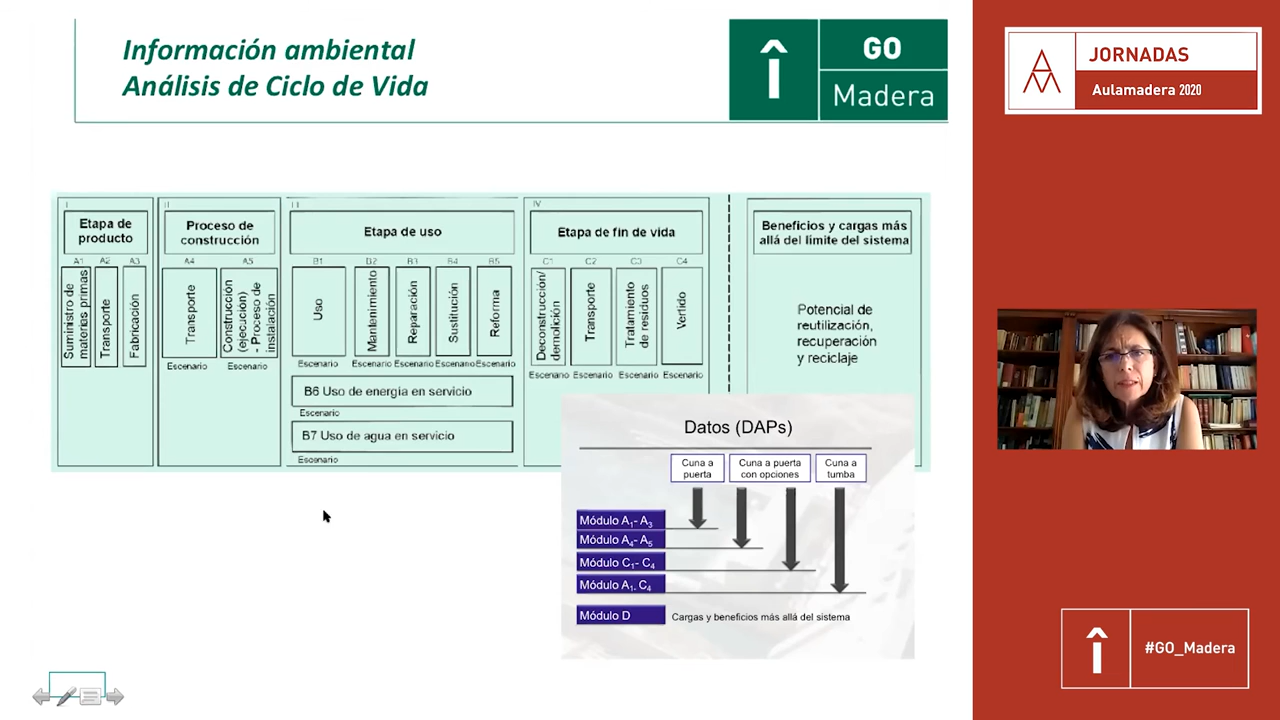 Información ambiental
Análisis de Ciclo de Vida
GO
Madera
JORNADAS
Aulamadera 2020
I
Etapa de
producto
A1
A2
A3
Suministro de
materias primas
Transporte
Fabricación
II
Proceso de
construcción
A4
A5
Transporte
Construcción
(ejecución)
- Proceso de
instalación
Escenario
Escenario
III
Etapa de uso
B1
B2
B3
B4
B5
Uso
Mantenimiento
Reparación
Sustitución
Reforma
Escenario
Escenario
Escenario
Escenario
Escenario
B6 Uso de energía en servicio
Escenario
B7 Uso de agua en servicio
Escenario
IV
Etapa de fin de vida
C1
C2
C3
C4
Deconstrucción/
demolición
Transporte
Tratamiento
de residuos
Vertido
Escenario
Escenario
Escenario
Escenario
Beneficios y cargas más
allá del límite del sistema
Potencial de
reutilización,
recuperación
y reciclaje
Datos (DAPs)
Cuna a
puerta
Cuna a puerta
con opciones
Cuna a
tumba
Módulo A1- A3
Módulo A4- A5
Módulo C1- C4
Módulo A1. C4
Módulo D
Cargas y beneficios más allá del sistema
#GO_Madera